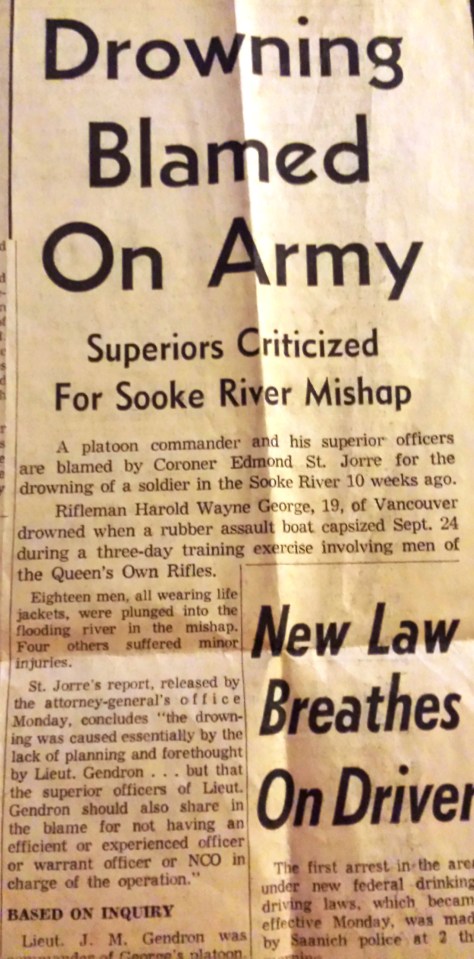 Drowning
Blamed
On Army
Superiors Criticized
For Sooke River Mishap
A platoon commander and his superior officers
are blamed by Coroner Edmond St. Jorre for the
drowning of a soldier in the Sooke River 10 weeks ago.
Rifleman Harold Wayne George, 19, of Vancouver
drowned when a rubber assault boat capsized Sept. 24
during a three-day training exercise involving men of
the Queen's Own Rifles.
Eighteen men, all wearing life
jackets, were plunged into the
flooding river in the mishap.
Four others suffered minor
injuries.
St. Jorre's report, released by
the attorney-general's office
Monday, concludes "the drown-
ing was caused essentially by the
lack of planning and forethought
by Lieut. Gendron . . . but that
the superior officers of Lieut.
Gendron should also share in
the blame for not having an
efficient or experienced officer
or warrant officer or NCO in
charge of the operation."
BASED ON INQUIRY
Lieut. J. M. Gendron was
commander of George's platoon.
New Law
Breathes
On Driver
The first arrest in the area
under new federal drinking
driving laws, which becam
effective Monday, was mad
by Saanich police at 2 th